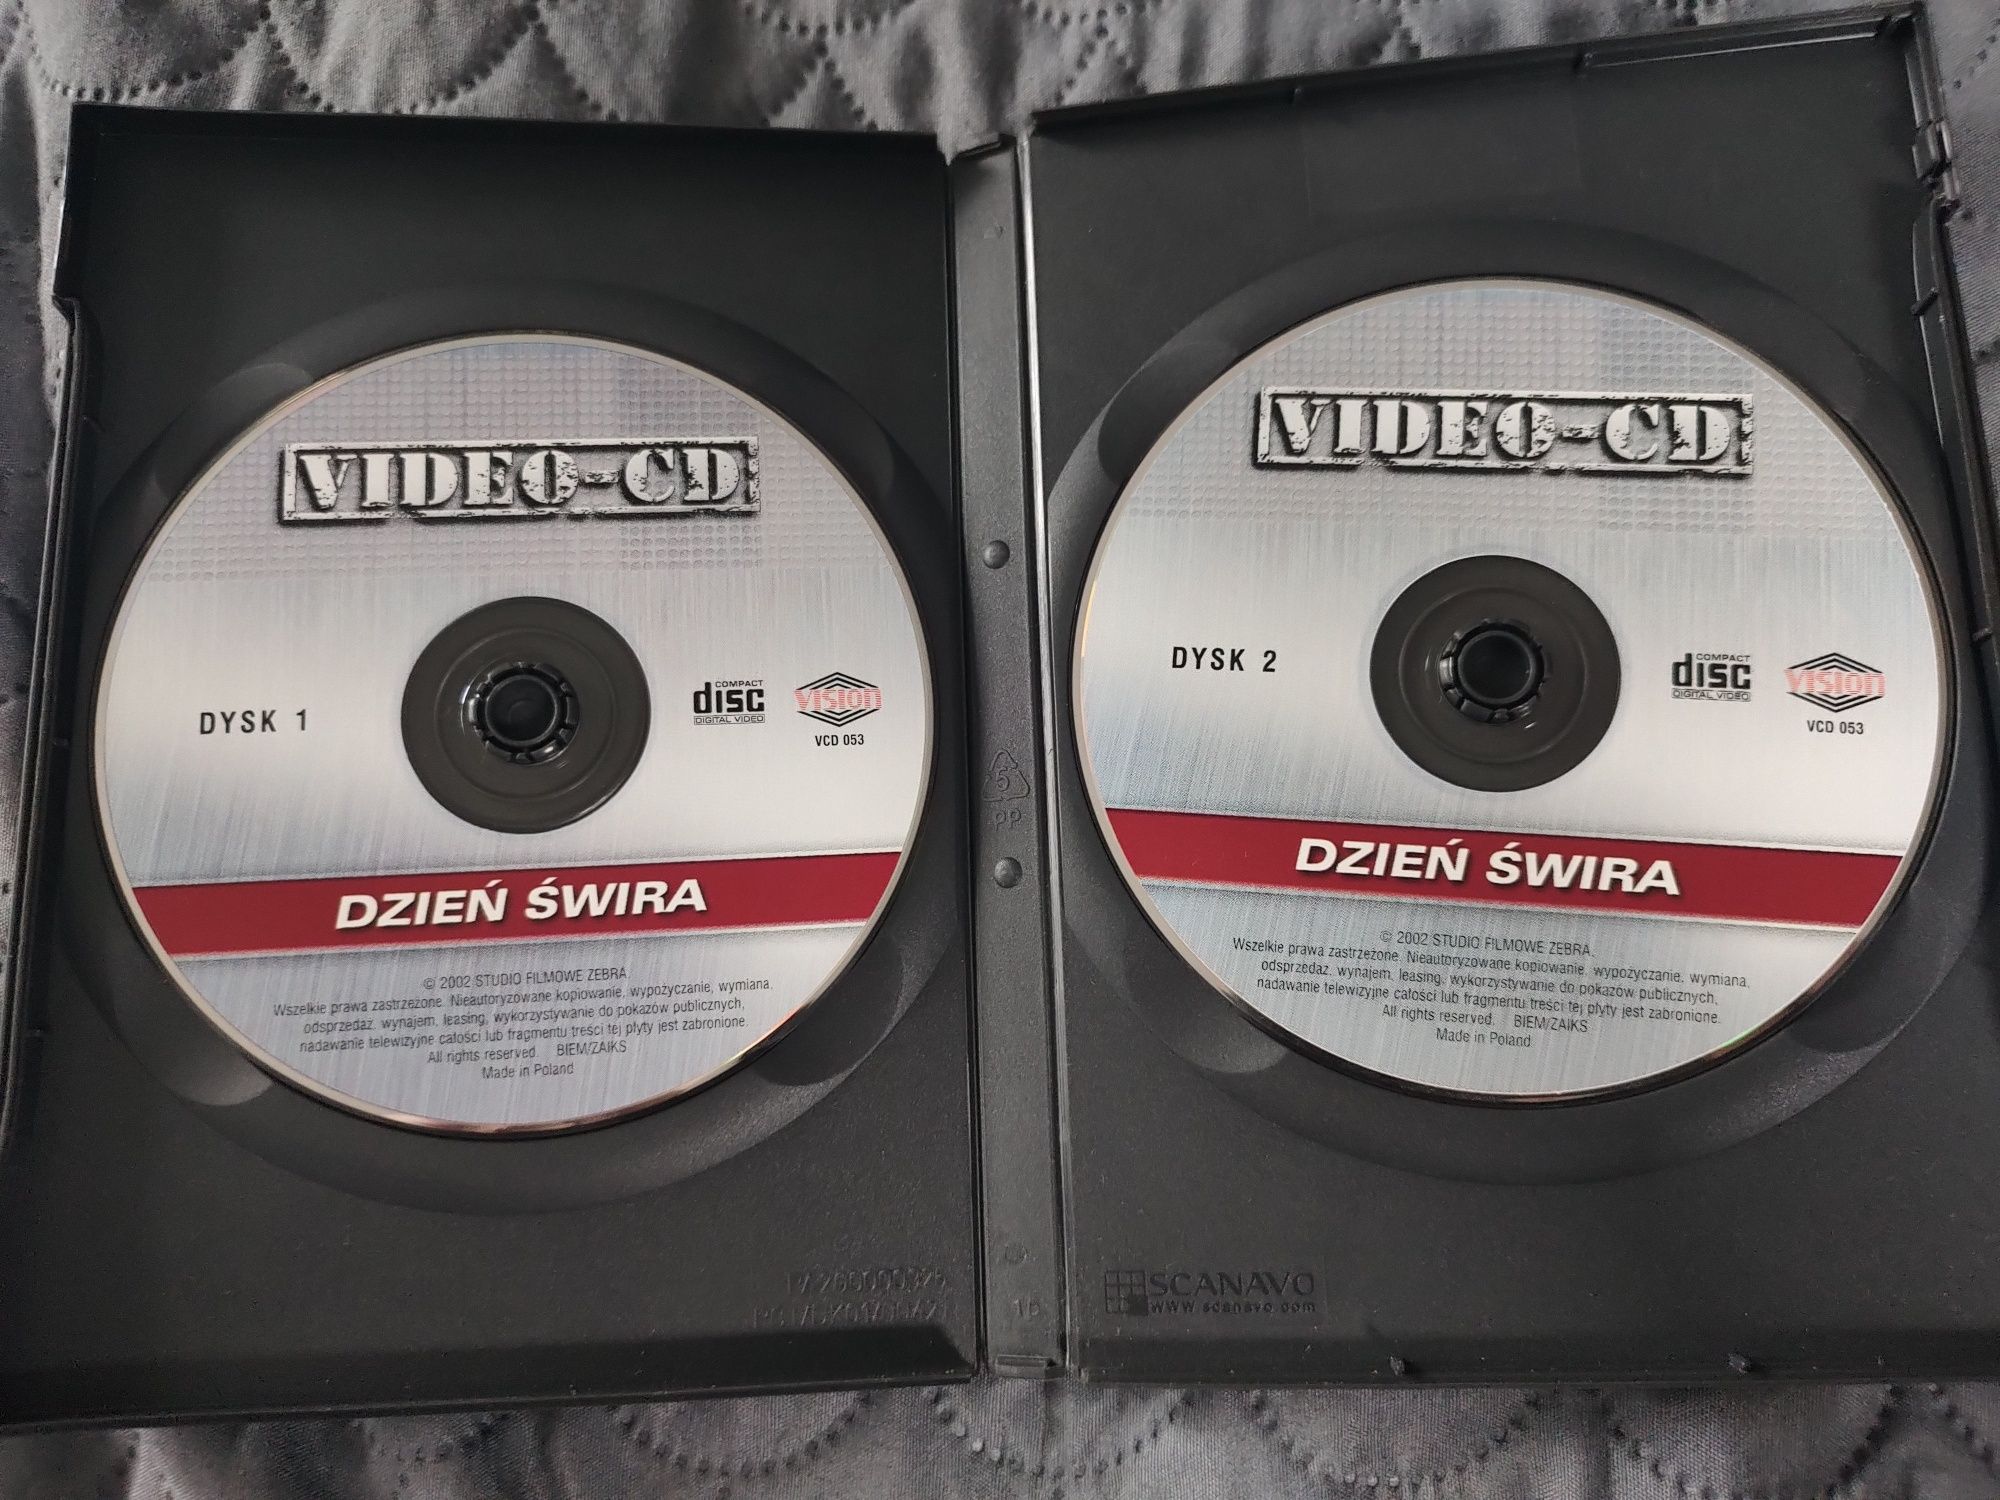 VIDEO-CD
DYSK 1
COMPACT
disc
DIGITAL VIDEO
VISION
VCD 053
DZIEŃ ŚWIRA
© 2002 STUDIO FILMOWE ZEBRA.
Wszelkie prawa zastrzeżone. Nieautoryzowane kopiowanie, wypożyczanie, wymiana,
odsprzedaż, wynajem, leasing, wykorzystywanie do pokazów publicznych,
nadawanie telewizyjne całości lub fragmentu treści tej płyty jest zabronione.
All rights reserved. BIEM/ZAIKS
Made in Poland
5
PP
16
VIDEO-CD
DYSK 2
COMPACT
disc
DIGITAL VIDEO
VISION
VCD 053
DZIEŃ ŚWIRA
© 2002 STUDIO FILMOWE ZEBRA.
Wszelkie prawa zastrzeżone. Nieautoryzowane kopiowanie, wypożyczanie, wymiana,
odsprzedaż, wynajem, leasing, wykorzystywanie do pokazów publicznych,
nadawanie telewizyjne całości lub fragmentu treści tej płyty jest zabronione.
All rights reserved. BIEM/ZAIKS
Made in Poland
SCANAVO
www.scanavo.com